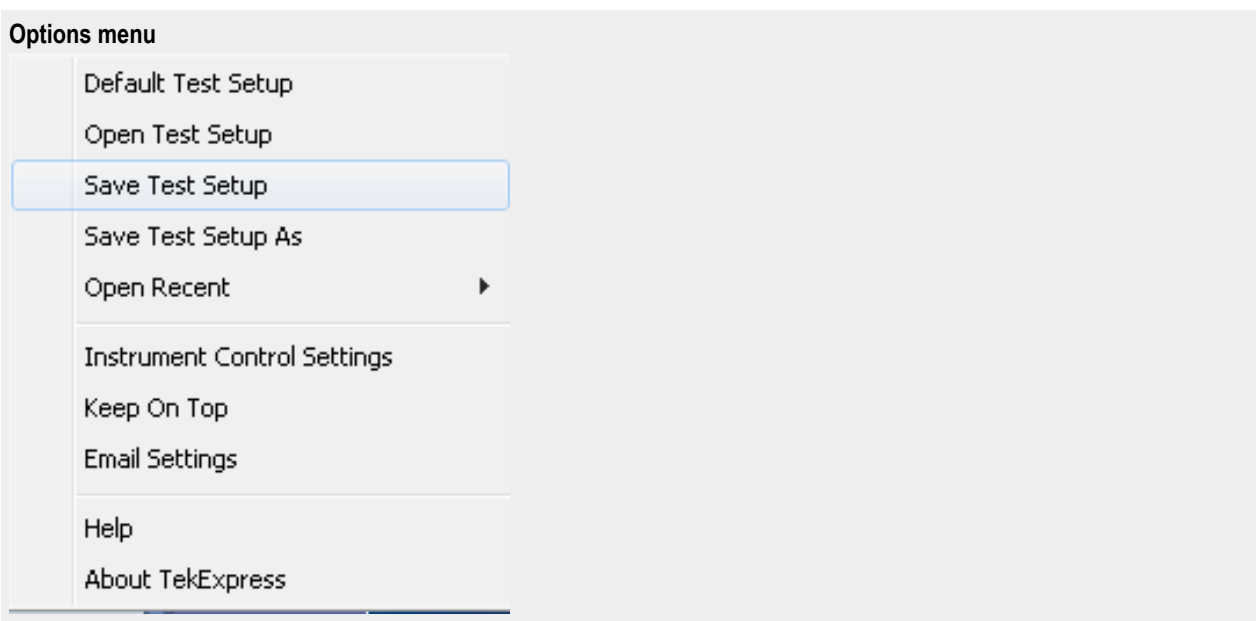 Options menu
Default Test Setup
Open Test Setup
Save Test Setup
Save Test Setup As
Open Recent
Instrument Control Settings
Keep On Top
Email Settings
Help
About TekExpress